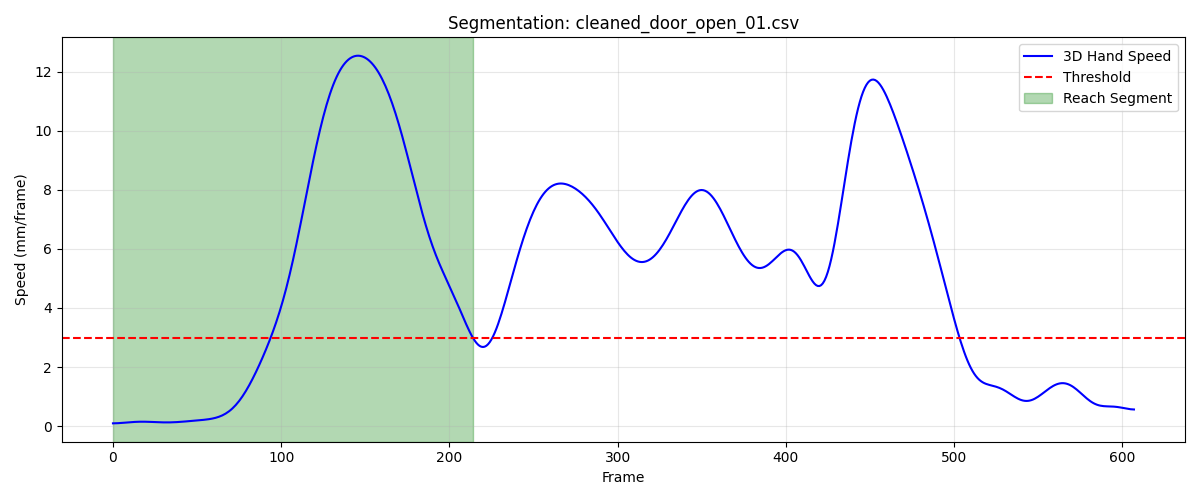 Segmentation: cleaned_door_open_01.csv
3D Hand Speed
Threshold
Reach Segment
Speed (mm/frame)
12
10
8
6
4
2
0
0 100 200 300 400 500 600
Frame